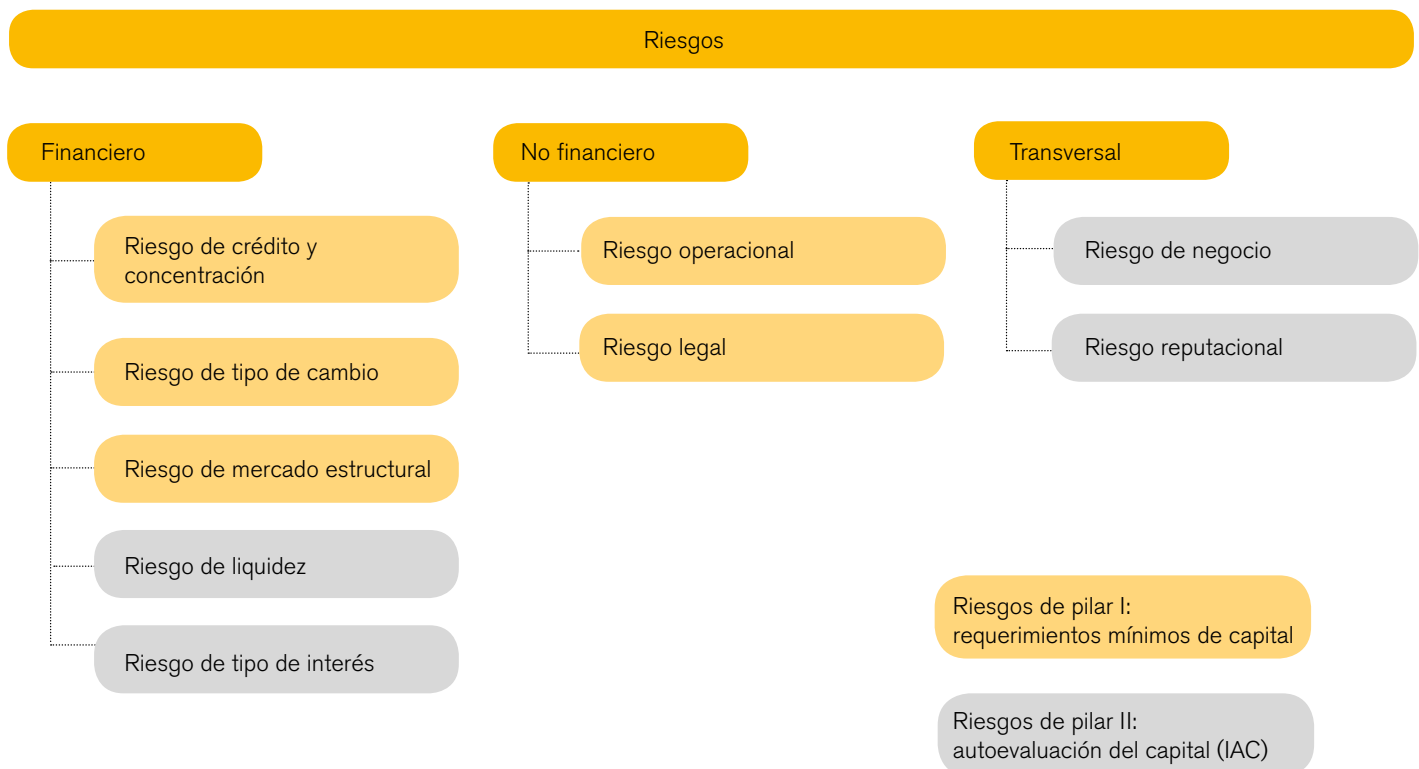 Riesgos
Financiero
Riesgo de crédito y
concentración
Riesgo de tipo de cambio
Riesgo de mercado estructural
Riesgo de liquidez
Riesgo de tipo de interés
No financiero
Riesgo operacional
Riesgo legal
Transversal
Riesgo de negocio
Riesgo reputacional
Riesgos de pilar I:
requerimientos mínimos de capital
Riesgos de pilar II:
autoevaluación del capital (IAC)